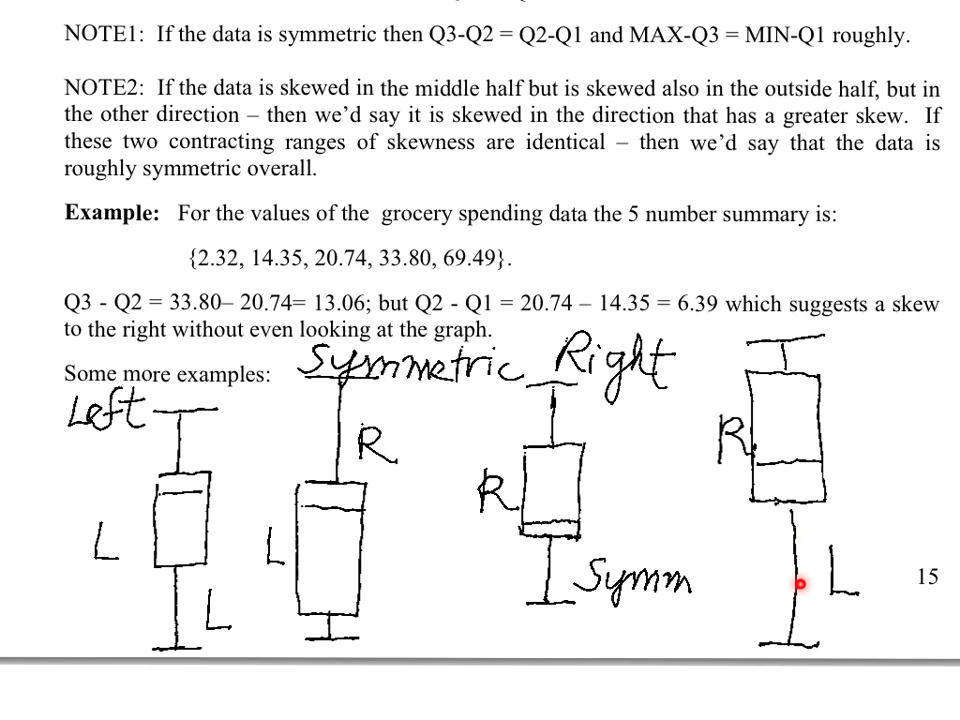 NOTE1: If the data is symmetric then Q3-Q2 = Q2-Q1 and MAX-Q3 = MIN-Q1 roughly.
NOTE2: If the data is skewed in the middle half but is skewed also in the outside half, but in
the other direction – then we’d say it is skewed in the direction that has a greater skew. If
these two contracting ranges of skewness are identical – then we’d say that the data is
roughly symmetric overall.
Example: For the values of the grocery spending data the 5 number summary is:
{2.32, 14.35, 20.74, 33.80, 69.49}.
Q3 - Q2 = 33.80– 20.74= 13.06; but Q2 - Q1 = 20.74 – 14.35 = 6.39 which suggests a skew
to the right without even looking at the graph.
Some more examples:
Symmetric Right
Left
R
R
R
L
L
L
Symm
L
15